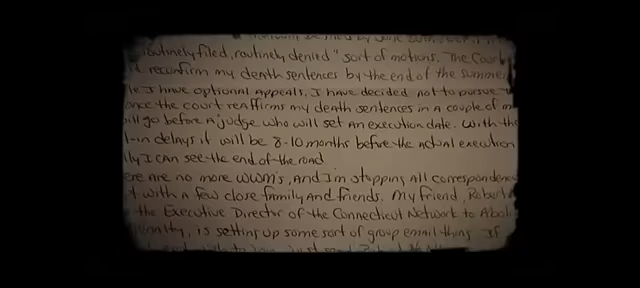 routinely filed, routinely denied" sort of motions. The Court
reconfirm my death sentences by the end of the summer
I have optional appeals, I have decided not to pursue
once the court reaffirms my death sentences in a couple of m
will go before a judge who will set an execution date. With the
t-in delays it will be 8-10 months before the actual execution
lly I can see the end of the road
ere are no more WWM's, and I'm stopping all correspondence
t with a few close family and friends. My friend, Robert
the Executive Director of the Connecticut Network to Aboli
enalty, is setting up some sort of group email thing. If